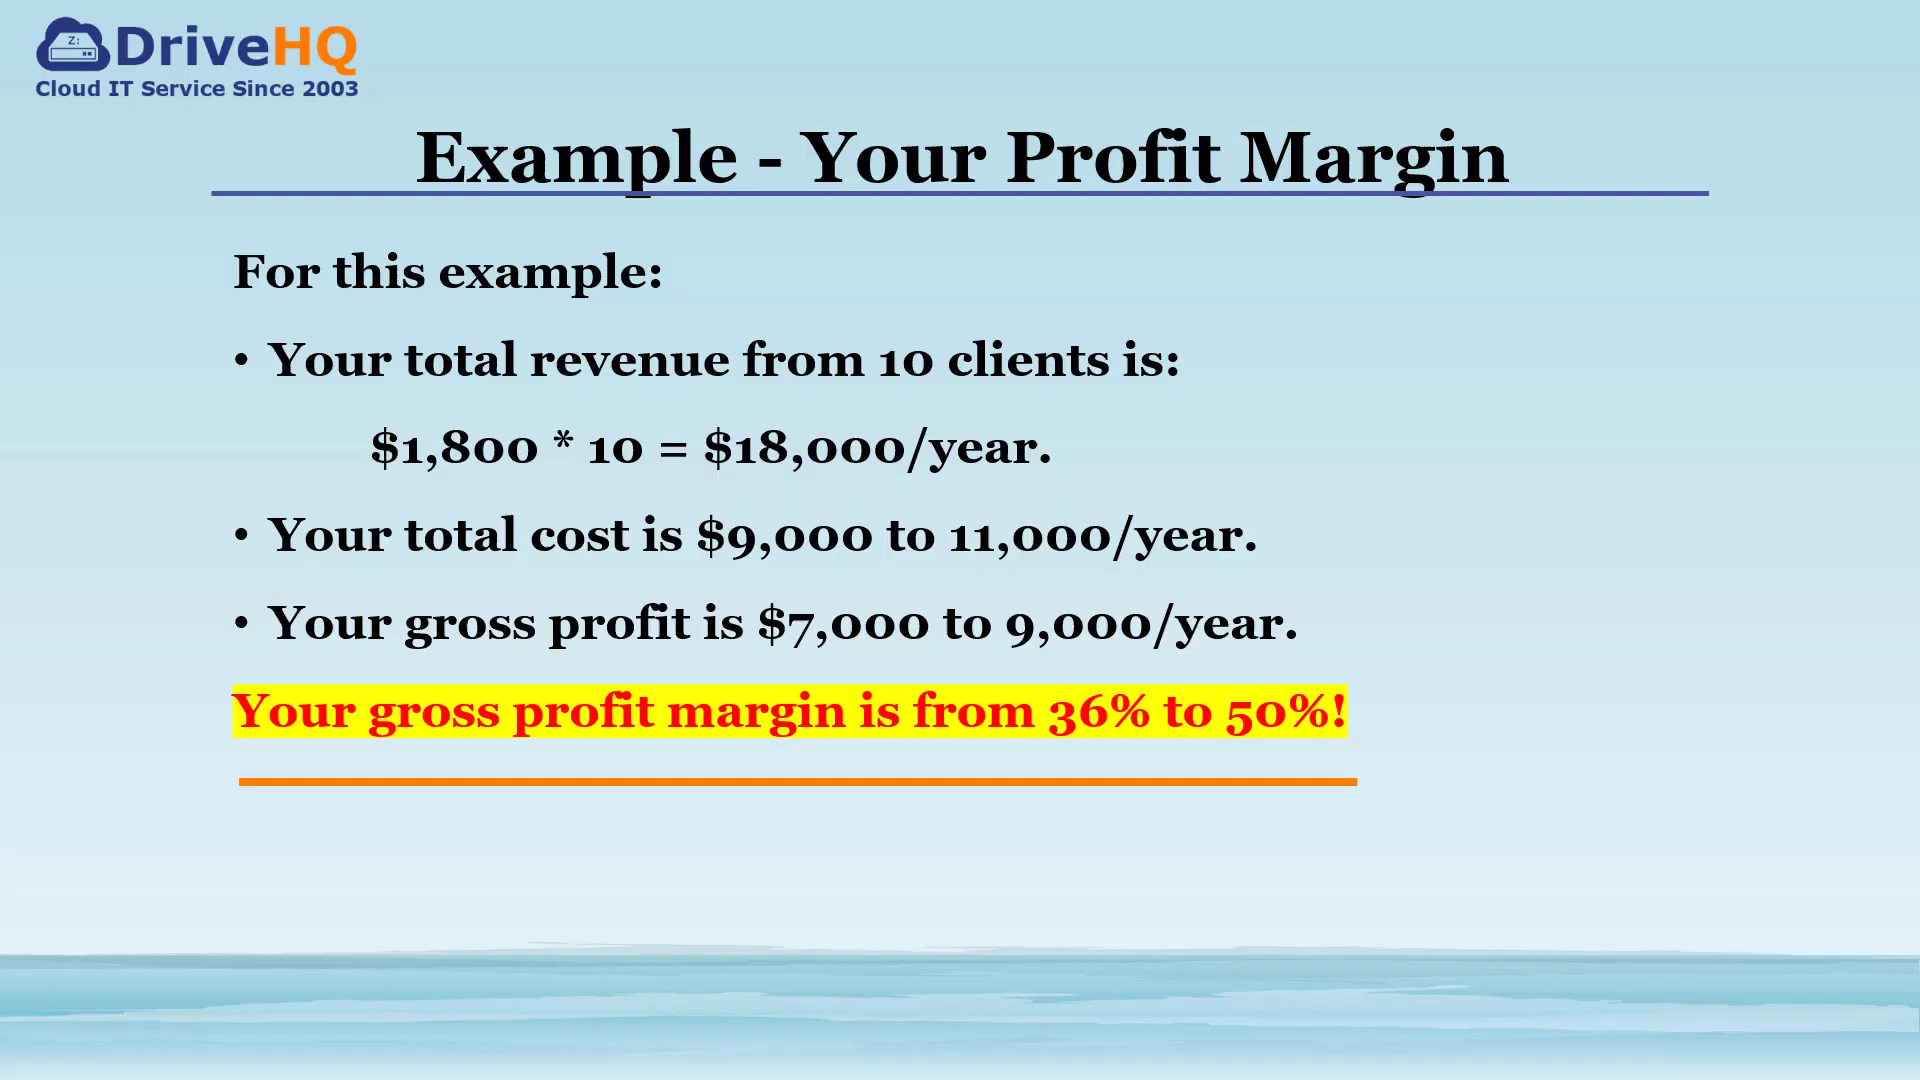 Z:
DriveHQ
Cloud IT Service Since 2003
Example - Your Profit Margin
For this example:
• Your total revenue from 10 clients is:
$1,800 * 10 = $18,000/year.
• Your total cost is $9,000 to 11,000/year.
• Your gross profit is $7,000 to 9,000/year.
Your gross profit margin is from 36% to 50%!